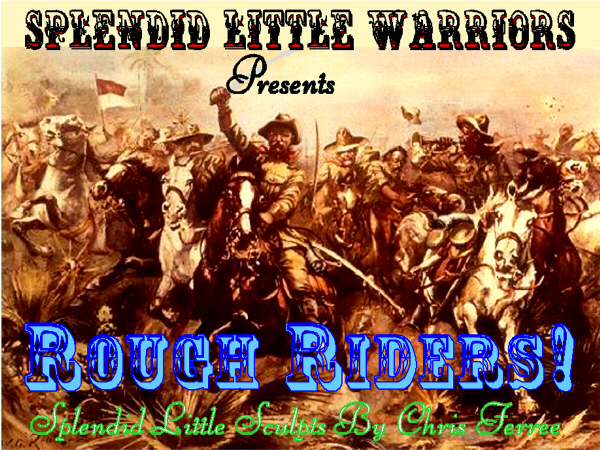 SPLENDID LITTLE WARRIORS
Presents
ROUGH RIDERS!
Splendid Little Sculpts By Chris Ferree